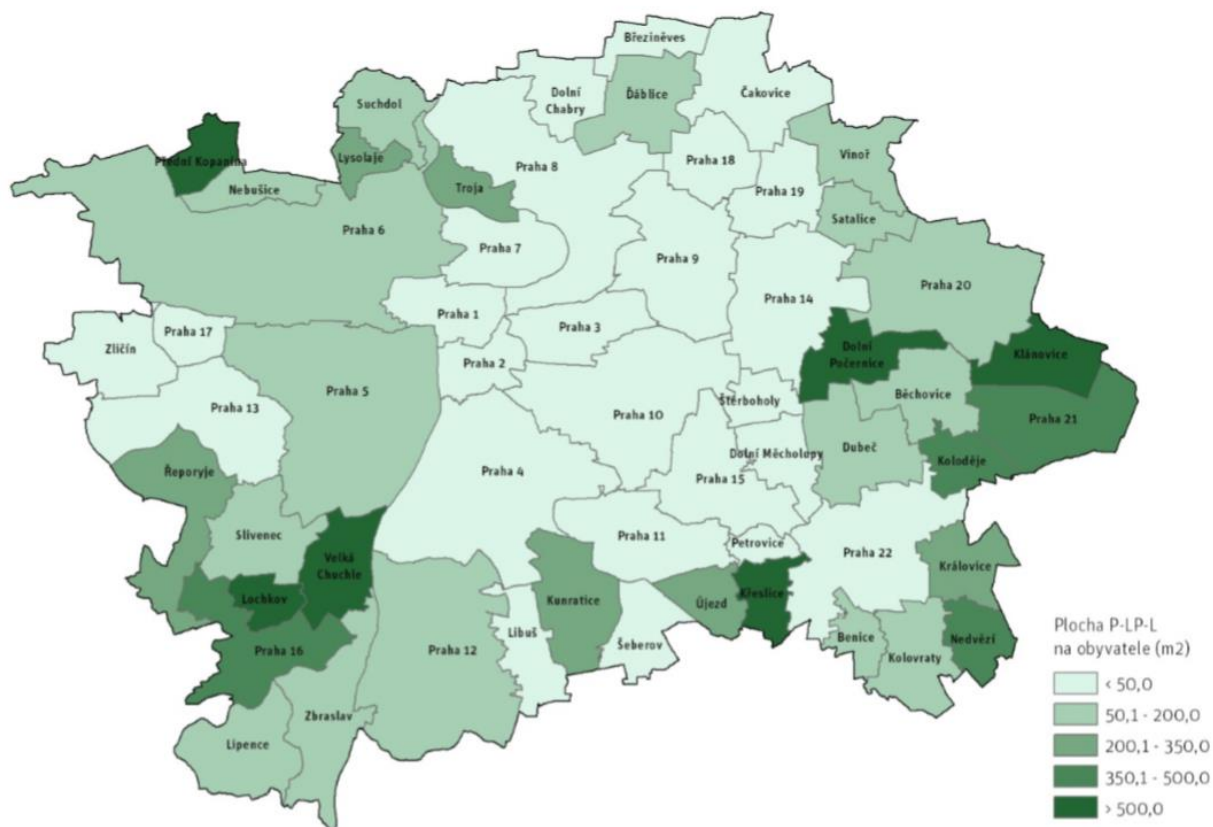 Březiněves
Dolní
Chabry
Ďáblice
Čakovice
Suchdol
Přední Kopanina
Lysolaje
Nebušice
Troja
Praha 8
Praha 18
Praha 19
Vinoř
Satalice
Praha 6
Praha 7
Praha 9
Praha 20
Praha 14
Praha 1
Praha 3
Praha 17
Zličín
Praha 2
Dolní
Počernice
Klánovice
Praha 5
Praha 13
Štěrboholy
Běchovice
Praha 10
Praha 21
Řeporyje
Praha 4
Dolní Měcholupy
Dubeč
Koloděje
Praha 15
Slivenec
Praha 11
Petrovice
Praha 22
Velká
Chuchle
Královice
Lochkov
Kunratice
Újezd
Křeslice
Praha 16
Praha 12
Libuš
Šeberov
Benice
Kolovraty
Nedvězí
Zbraslav
Lipence
Plocha P-LP-L
na obyvatele (m2)
< 50,0
50,1 - 200,0
200,1 - 350,0
350,1 - 500,0
> 500,0